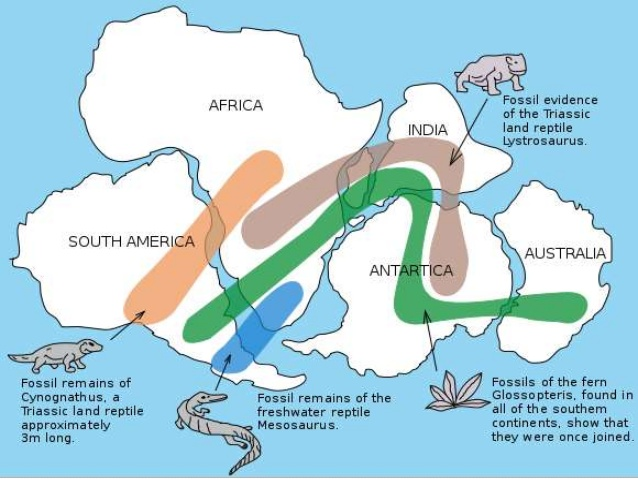 AFRICA
INDIA
Fossil evidence
of the Triassic
land reptile
Lystrosaurus.
SOUTH AMERICA
ANTARTICA
AUSTRALIA
Fossil remains of
Cynognathus, a
Triassic land reptile
approximately
3m long.
Fossil remains of the
freshwater reptile
Mesosaurus.
Fossils of the fern
Glossopteris, found in
all of the southem
continents, show that
they were once joined.